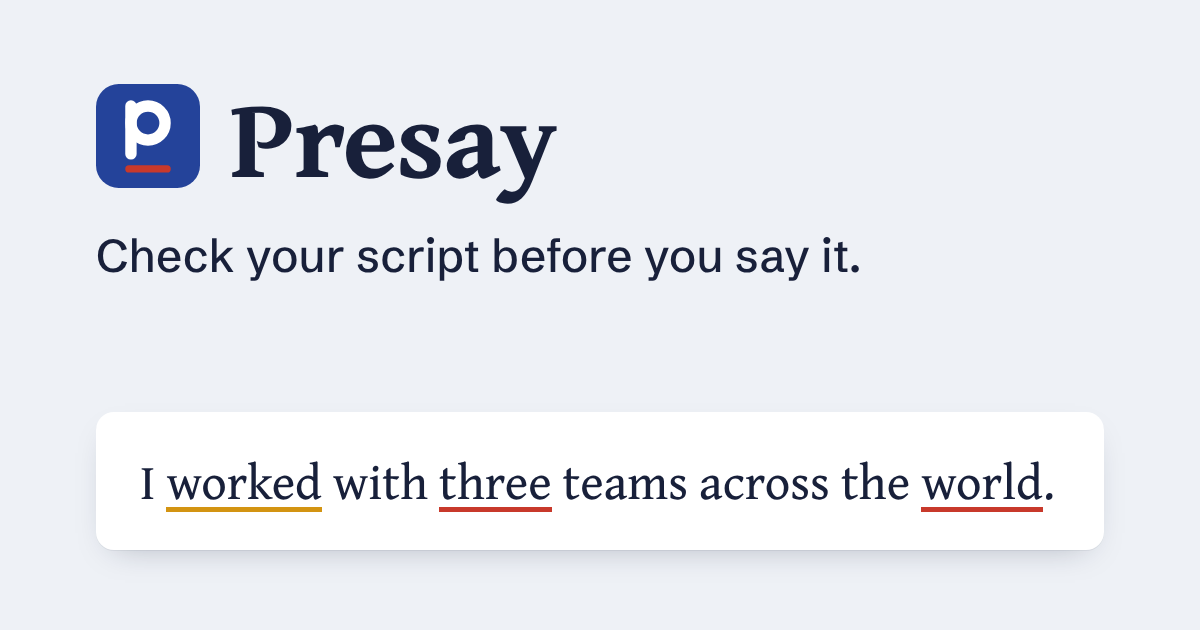 p Presay
Check your script before you say it.
I worked with three teams across the world.